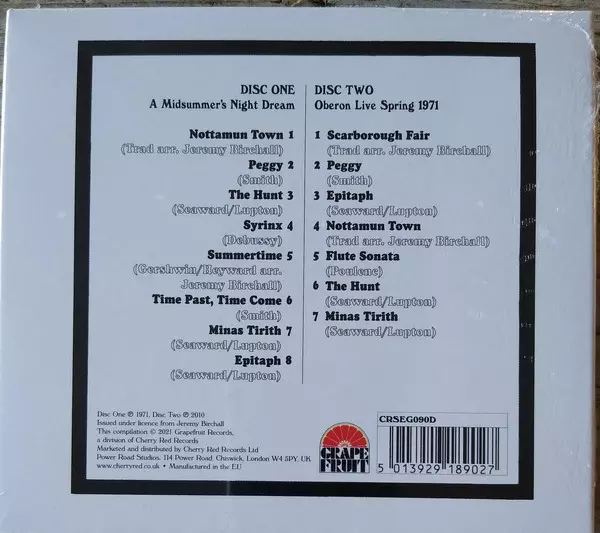 DISC ONE
A Midsummer's Night Dream
Nottamun Town 1
(Trad arr. Jeremy Birchall)
Peggy 2
(Smith)
The Hunt 3
(Seaward/Lupton)
Syrinx 4
(Debussy)
Summertime 5
(Gershwin/Heyward arr.
Jeremy Birchall)
Time Past, Time Come 6
(Smith)
Minas Tirith 7
(Seaward/Lupton)
Epitaph 8
(Seaward/Lupton)
DISC TWO
Oberon Live Spring 1971
1 Scarborough Fair
(Trad arr. Jeremy Birchall)
2 Peggy
(Smith)
3 Epitaph
(Seaward/Lupton)
4 Nottamun Town
(Trad arr. Jeremy Birchall)
5 Flute Sonata
(Poulenc)
6 The Hunt
(Seaward/Lupton)
7 Minas Tirith
(Seaward/Lupton)
Disc One ℗ 1971, Disc Two ℗ 2010
Issued under licence from Jeremy Birchall
This compilation © 2021 Grapefruit Records,
a division of Cherry Red Records
Marketed and distributed by Cherry Red Records Ltd
Power Road Studios, 114 Power Road, Chiswick, London W4 5PY, UK
www.cherryred.co.uk • Manufactured in the EU
GRAPE
FRUIT
CRSEG090D
5 013929 189027